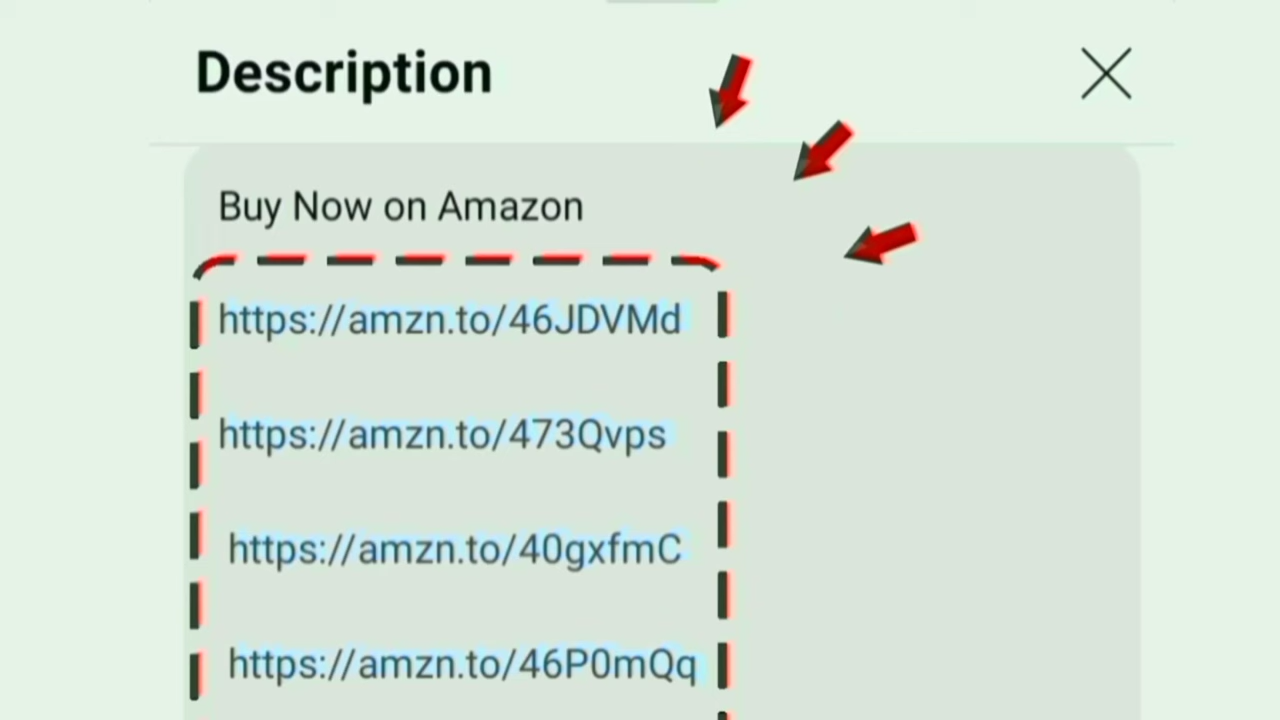 Description
Buy Now on Amazon
https://amzn.to/46JDVMd
https://amzn.to/473Qvps
https://amzn.to/40gxfmC
https://amzn.to/46P0mQq